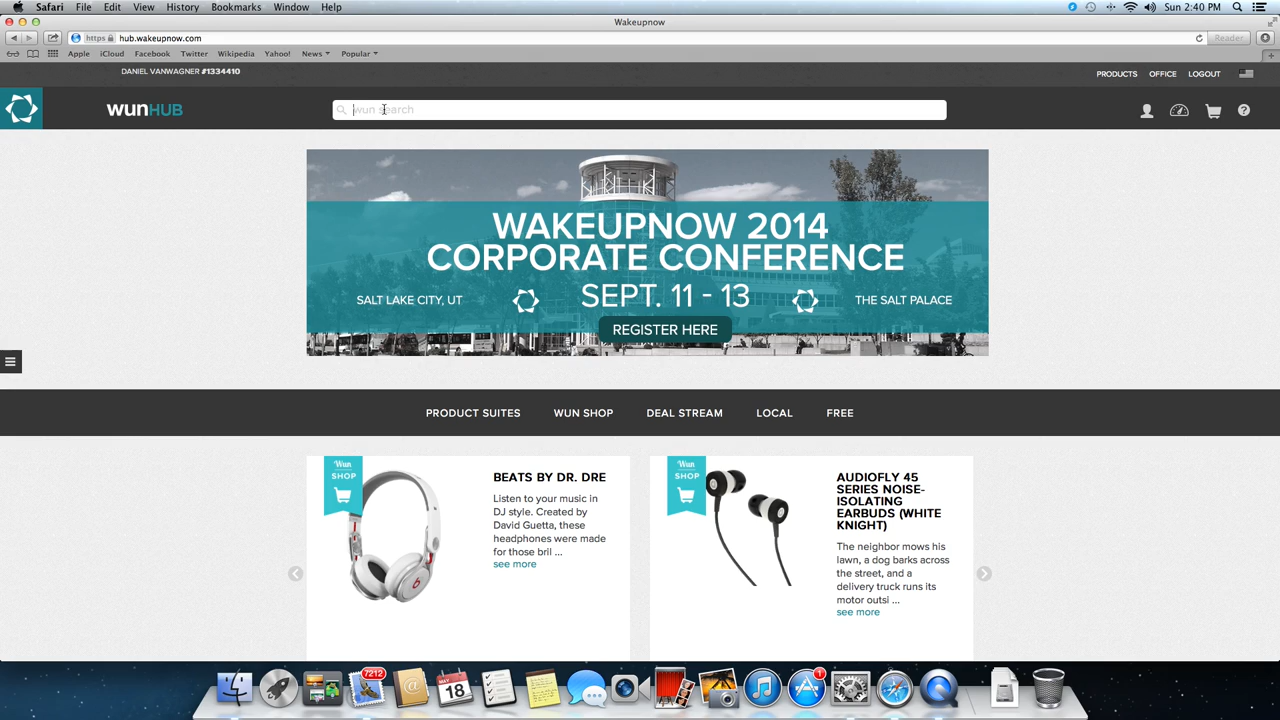 Safari File Edit View History Bookmarks Window Help Sun 2:40 PM
Wakeupnow
https hub.wakeupnow.com Reader
Apple iCloud Facebook Twitter Wikipedia Yahoo! News Popular
DANIEL VANWAGNER #1334410 PRODUCTS OFFICE LOGOUT
wunHUB wun search
WAKEUPNOW 2014
CORPORATE CONFERENCE
SEPT. 11 - 13
SALT LAKE CITY, UT THE SALT PALACE
REGISTER HERE
PRODUCT SUITES WUN SHOP DEAL STREAM LOCAL FREE
Wun
SHOP
BEATS BY DR. DRE
Listen to your music in
DJ style. Created by
David Guetta, these
headphones were made
for those bril ...
see more
Wun
SHOP
AUDIOFLY 45
SERIES NOISE-
ISOLATING
EARBUDS (WHITE
KNIGHT)
The neighbor mows his
lawn, a dog barks across
the street, and a
delivery truck runs its
motor outsi ...
see more
7212
MAY
18
1